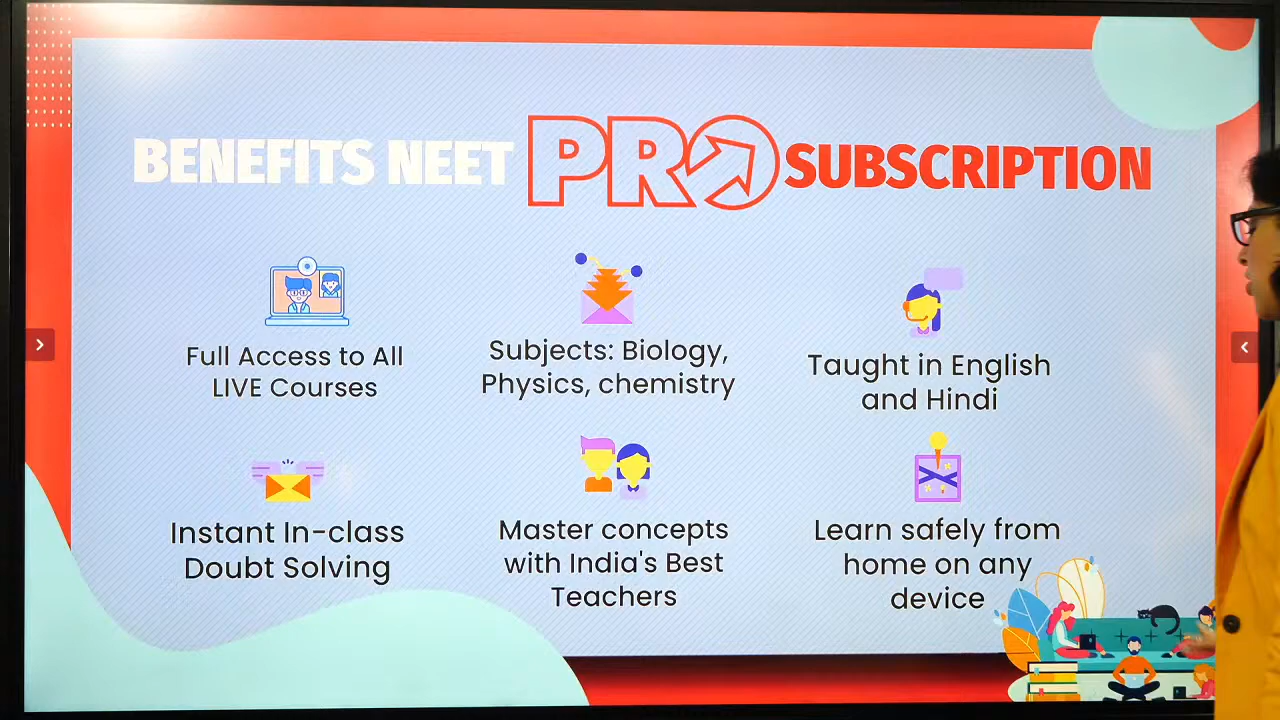 BENEFITS NEET PRO SUBSCRIPTION
Full Access to All
LIVE Courses
Subjects: Biology,
Physics, chemistry
Taught in English
and Hindi
Instant In-class
Doubt Solving
Master concepts
with India's Best
Teachers
Learn safely from
home on any
device